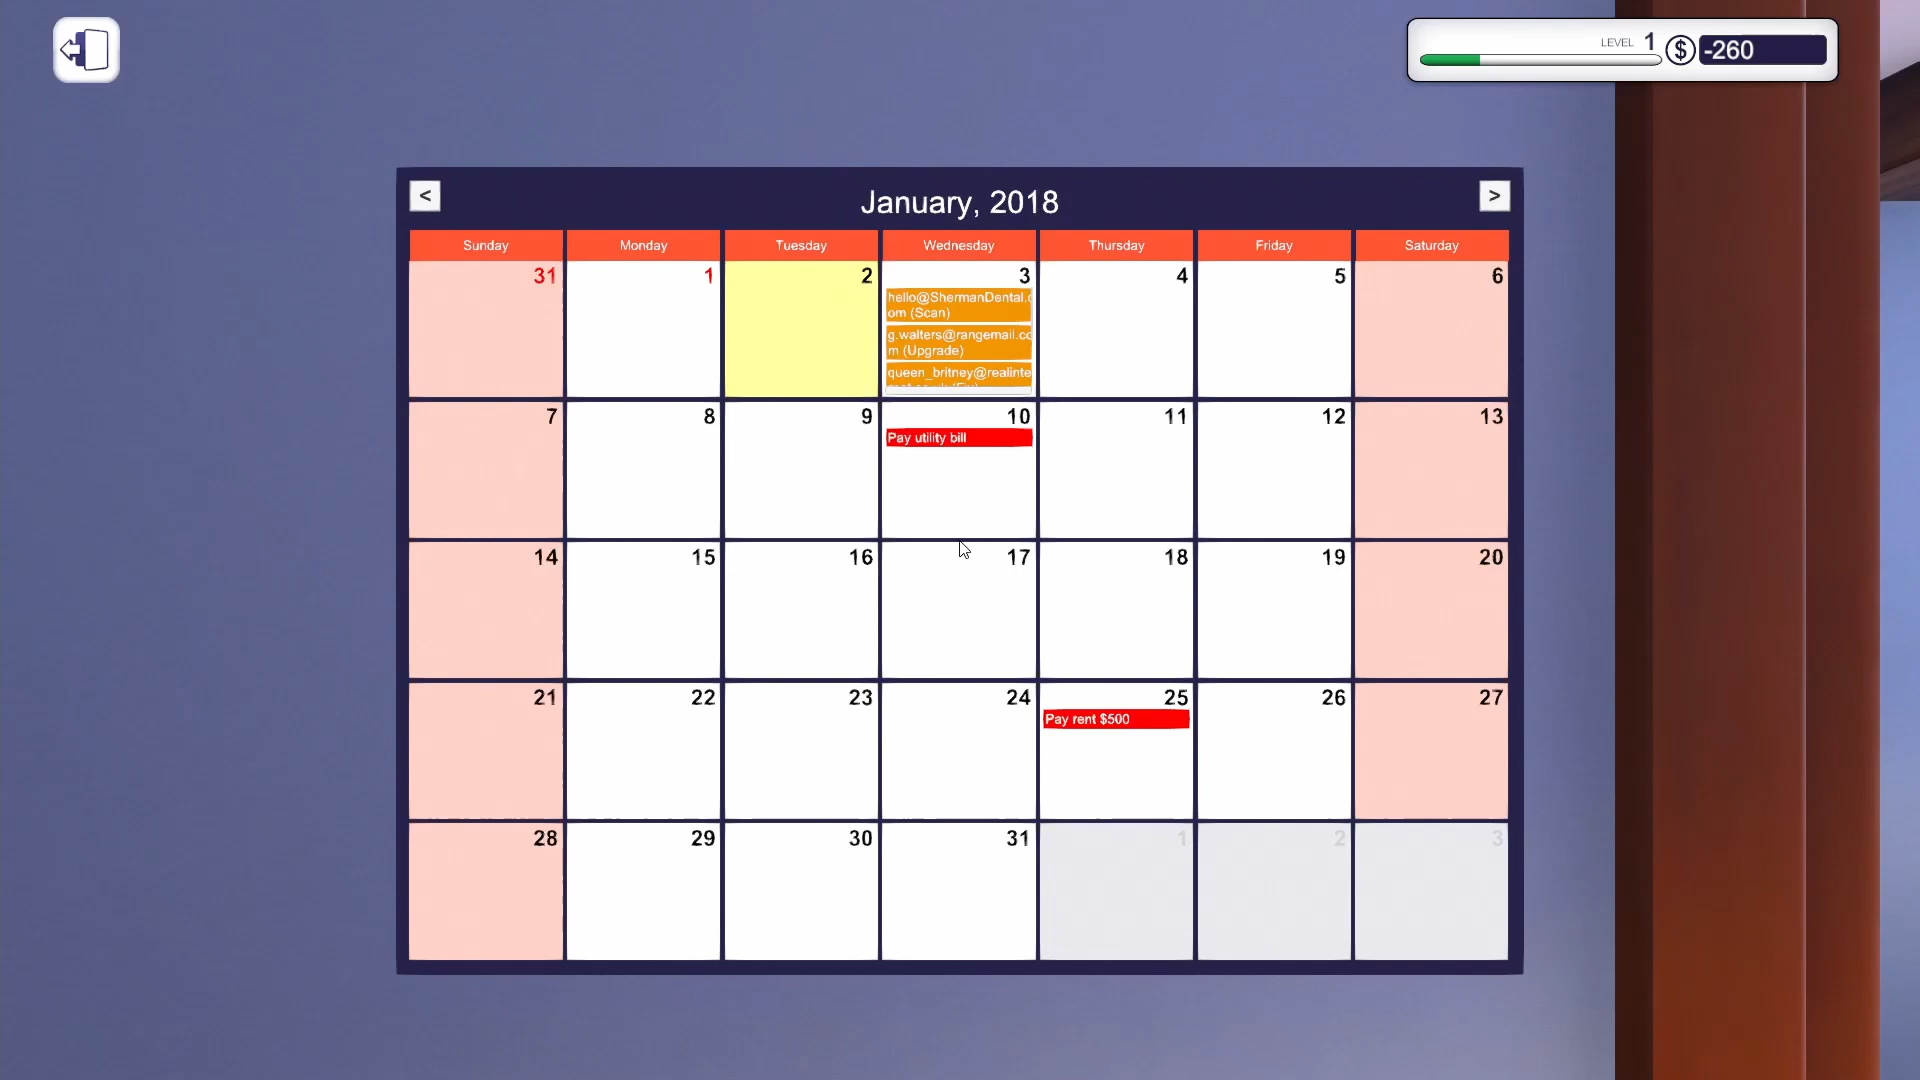 LEVEL 1
$ -260
< January, 2018 >
Sunday Monday Tuesday Wednesday Thursday Friday Saturday
31 1 2 3 4 5 6
hello@ShermanDental.c
om (Scan)
g.walters@rangemail.co
m (Upgrade)
queen_britney@realinte
7 8 9 10 11 12 13
Pay utility bill
14 15 16 17 18 19 20
21 22 23 24 25 26 27
Pay rent $500
28 29 30 31 1 2 3